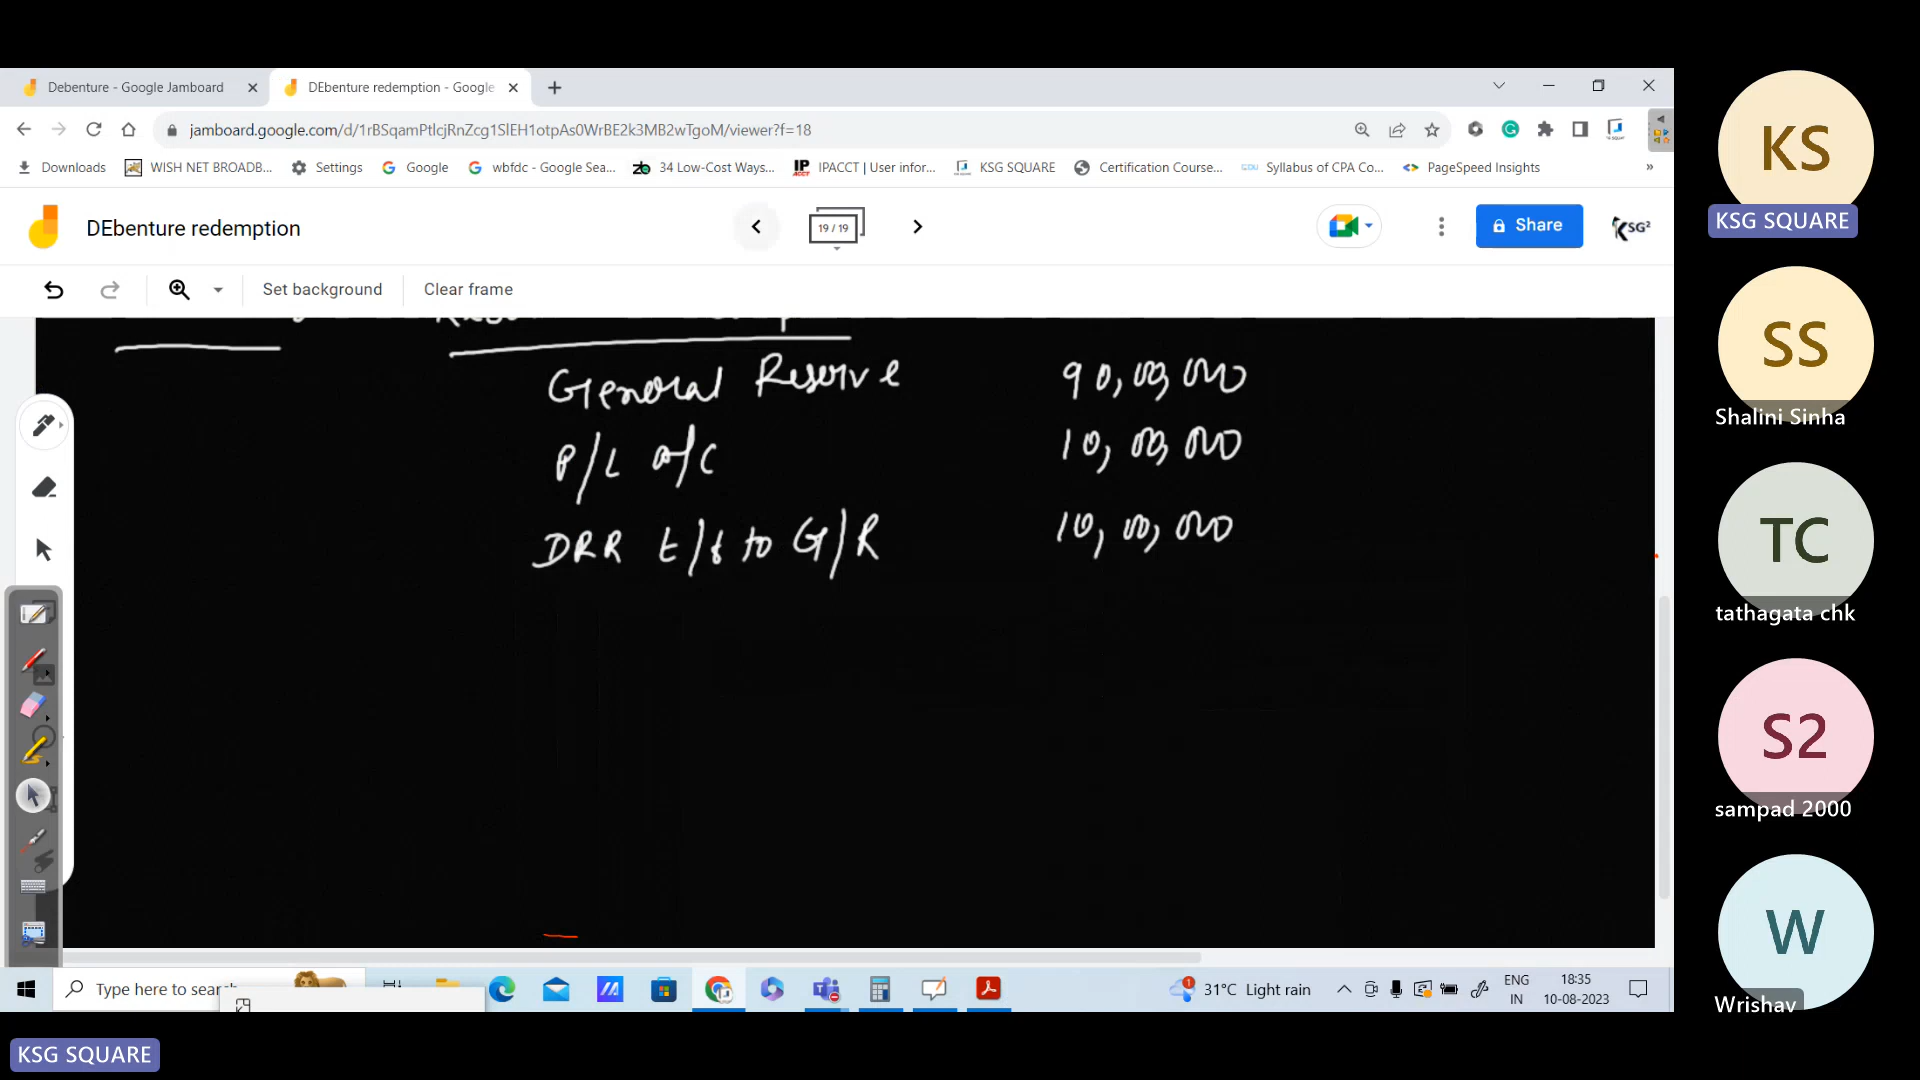 Debenture - Google Jamboard
DEbenture redemption - Google
jamboard.google.com/d/1rBSqamPtlcjRnZcg1SlEH1otpAs0WrBE2k3MB2wTgoM/viewer?f=18
Downloads WISH NET BROADB... Settings Google wbfdc - Google Sea... 34 Low-Cost Ways... IPACCT | User infor... KSG SQUARE Certification Course... Syllabus of CPA Co... PageSpeed Insights »
DEbenture redemption
19 / 19
Share
KSG²
Set background
Clear frame
General Reserve 90,00,000
P/L a/c 10,00,000
DRR t/f to G/R 10,00,000
Type here to search
31°C Light rain
ENG
IN
18:35
10-08-2023
KS
KSG SQUARE
SS
Shalini Sinha
TC
tathagata chk
S2
sampad 2000
W
Wrishav
KSG SQUARE